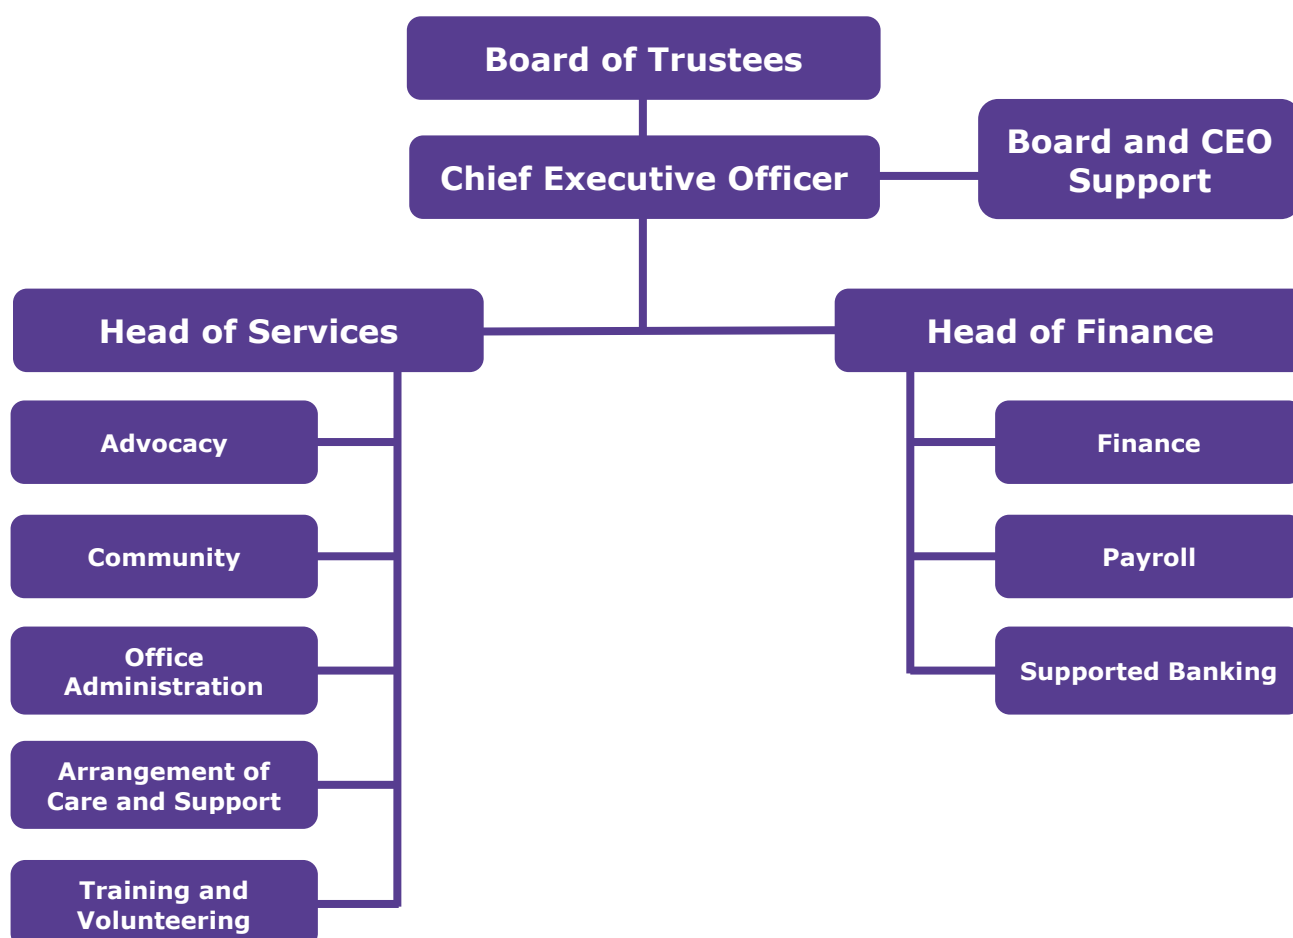 Board of Trustees
Chief Executive Officer
Board and CEO
Support
Head of Services
Head of Finance
Advocacy
Finance
Community
Payroll
Office
Administration
Supported Banking
Arrangement of
Care and Support
Training and
Volunteering